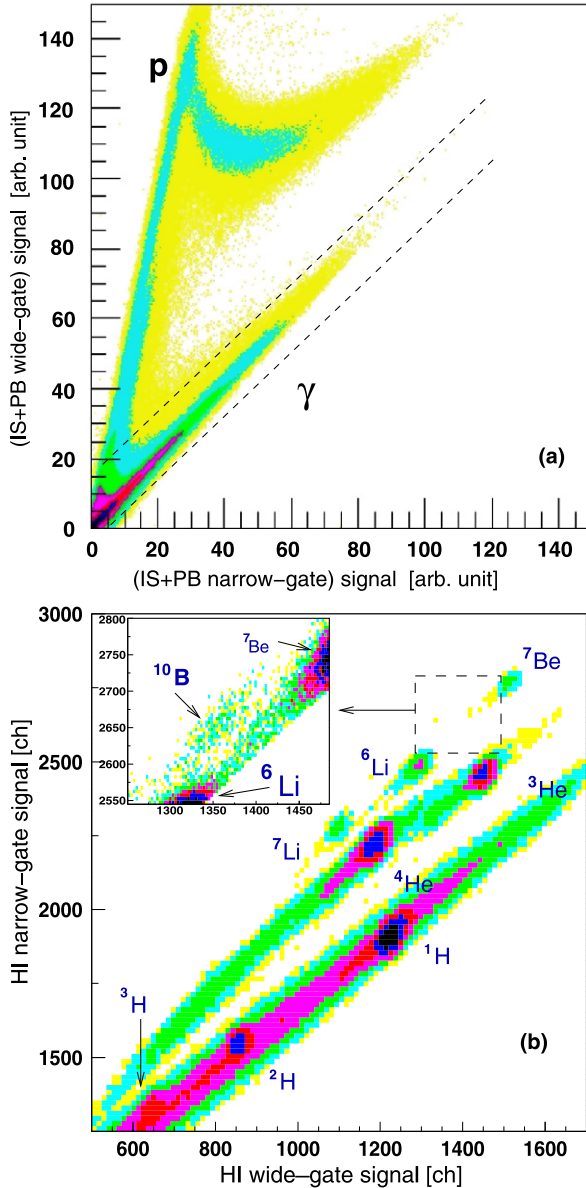 140
120
100
80
60
40
20
0
(IS+PB wide−gate) signal [arb. unit]
p
γ
(a)
0 20 40 60 80 100 120 140
(IS+PB narrow−gate) signal [arb. unit]
3000
2500
2000
1500
HI narrow−gate signal [ch]
2800
2750
2700
2650
2600
2550
1300 1350 1400 1450
⁷Be
¹⁰B
⁶Li
⁷Be
⁶Li
³He
⁷Li
⁴He
¹H
³H
²H
(b)
600 800 1000 1200 1400 1600
HI wide−gate signal [ch]